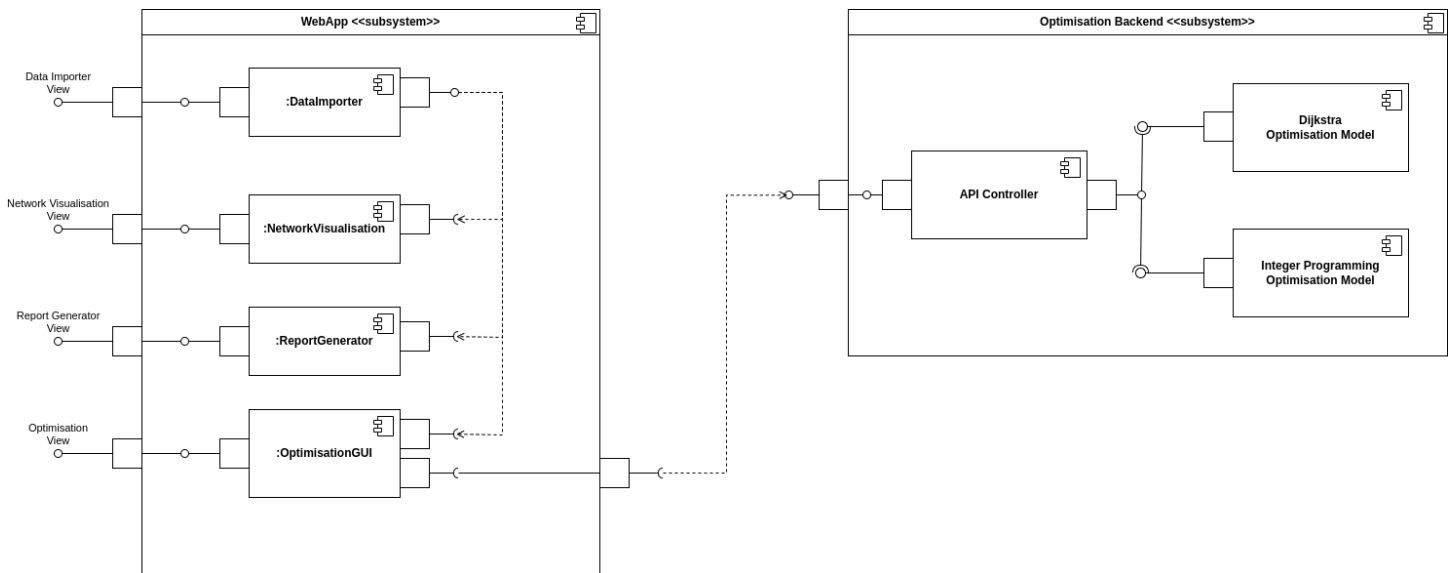 WebApp <<subsystem>>
Data Importer
View
:DataImporter
Network Visualisation
View
:NetworkVisualisation
Report Generator
View
:ReportGenerator
Optimisation
View
:OptimisationGUI
Optimisation Backend <<subsystem>>
API Controller
Dijkstra
Optimisation Model
Integer Programming
Optimisation Model